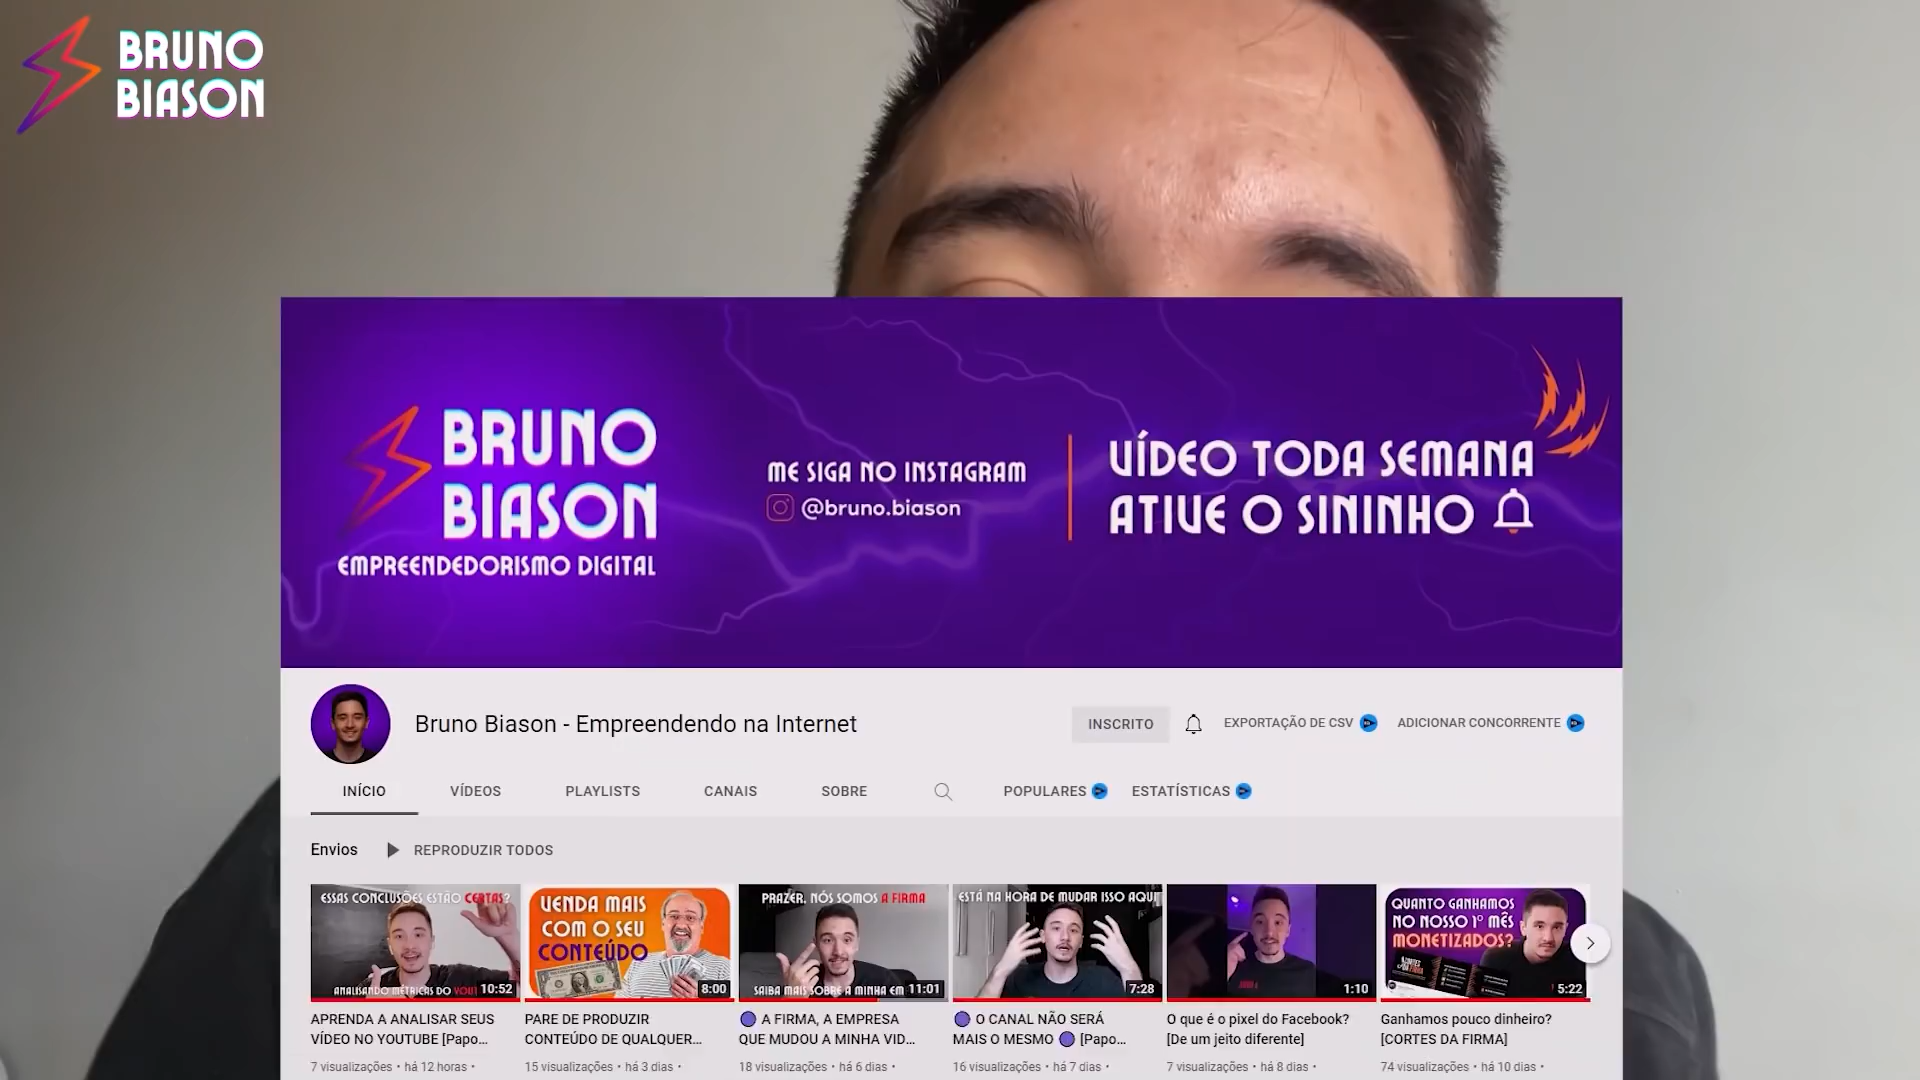 BRUNO
BIASON
BRUNO
BIASON
EMPREENDEDORISMO DIGITAL
ME SIGA NO INSTAGRAM
@bruno.biason
VÍDEO TODA SEMANA
ATIVE O SININHO
Bruno Biason - Empreendendo na Internet
INSCRITO
EXPORTAÇÃO DE CSV
ADICIONAR CONCORRENTE
INÍCIO
VÍDEOS
PLAYLISTS
CANAIS
SOBRE
POPULARES
ESTATÍSTICAS
Envios
REPRODUZIR TODOS
ESSAS CONCLUSÕES ESTÃO CERTAS?
ANALISANDO MÉTRICAS DO
10:52
APRENDA A ANALISAR SEUS
VÍDEO NO YOUTUBE [Papo...
7 visualizações • há 12 horas •
VENDA MAIS
COM O SEU
CONTEÚDO
8:00
PARE DE PRODUZIR
CONTEÚDO DE QUALQUER...
15 visualizações • há 3 dias •
PRAZER, NÓS SOMOS A FIRMA
SAIBA MAIS SOBRE A MINHA EM
11:01
A FIRMA, A EMPRESA
QUE MUDOU A MINHA VID...
18 visualizações • há 6 dias •
ESTÁ NA HORA DE MUDAR ISSO AQUI
7:28
O CANAL NÃO SERÁ
MAIS O MESMO [Papo...
16 visualizações • há 7 dias •
1:10
O que é o pixel do Facebook?
[De um jeito diferente]
7 visualizações • há 8 dias •
QUANTO GANHAMOS
NO NOSSO 1º MÊS
MONETIZADOS?
5:22
Ganhamos pouco dinheiro?
[CORTES DA FIRMA]
74 visualizações • há 10 dias •